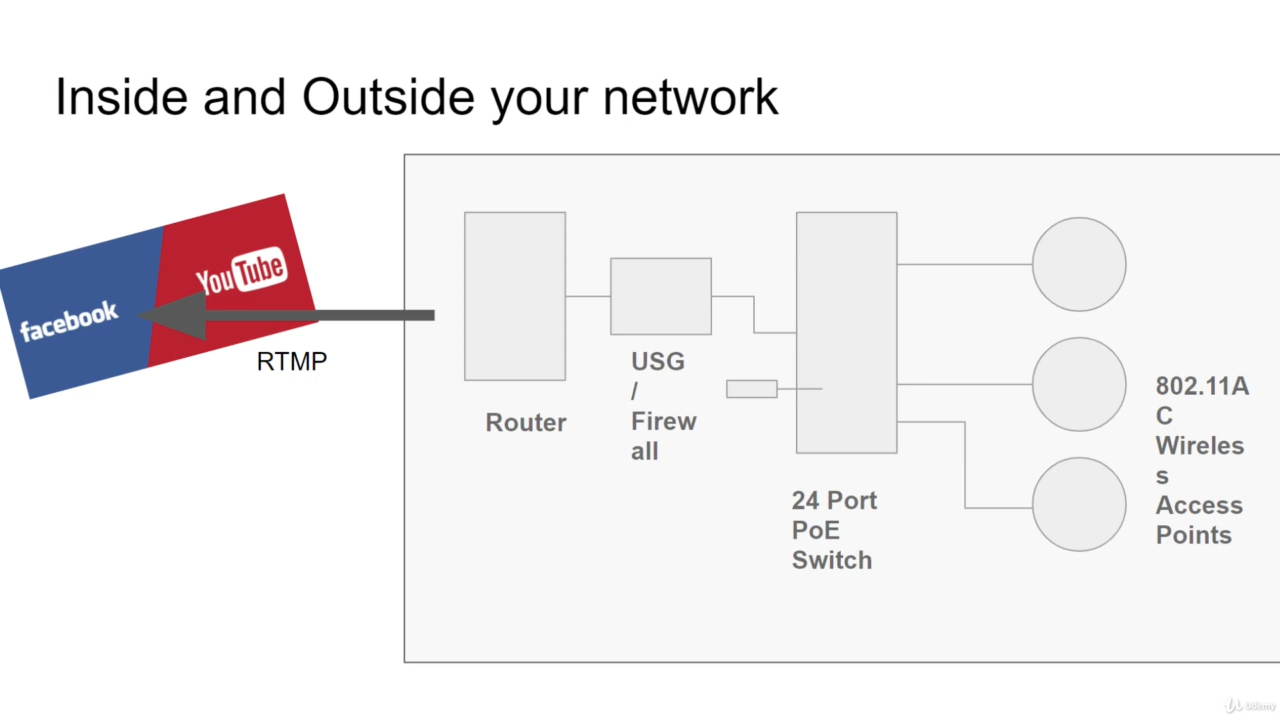 Inside and Outside your network
facebook
YouTube
RTMP
Router
USG
/
Firew
all
24 Port
PoE
Switch
802.11A
C
Wireles
s
Access
Points
Udemy